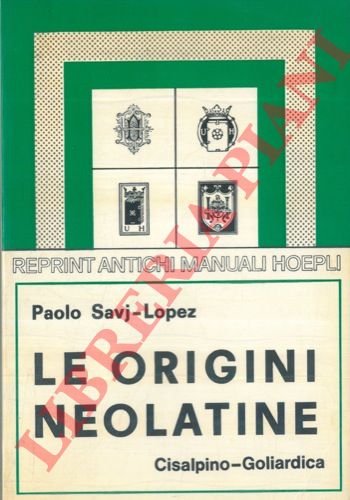 U H
U H
REPRINT ANTICHI MANUALI HOEPLI
Paolo Savj-Lopez
LE ORIGINI
NEOLATINE
Cisalpino-Goliardica
LIBRERIA PIANI